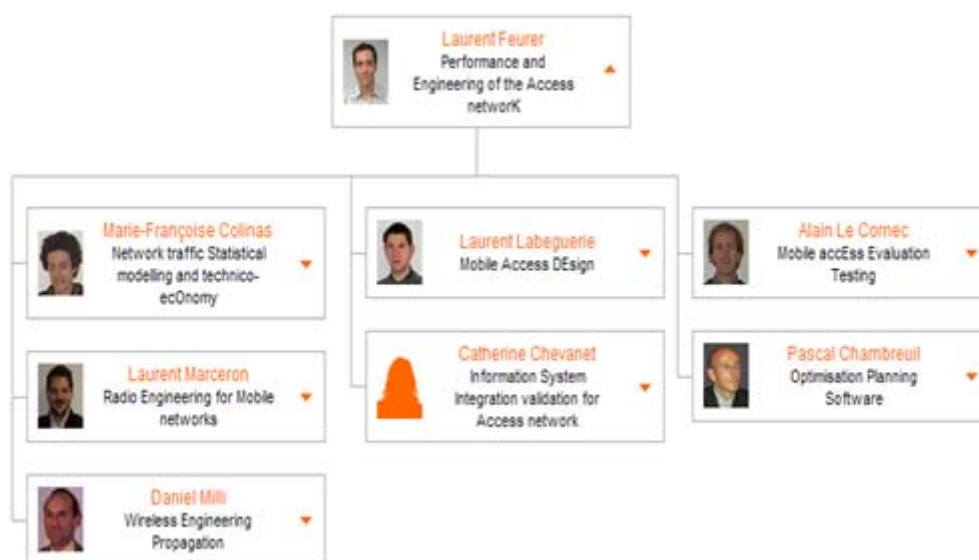 Laurent Feurer
Performance and
Engineering of the Access
networK
Marie-Françoise Colinas
Network traffic Statistical
modelling and technico-
ecOnomy
Laurent Labeguerie
Mobile Access DEsign
Alain Le Cornec
Mobile accEss Evaluation
Testing
Laurent Marceron
Radio Engineering for Mobile
networks
Catherine Chevanet
Information System
Integration validation for
Access network
Pascal Chambreuil
Optimisation Planning
Software
Daniel Milli
Wireless Engineering
Propagation